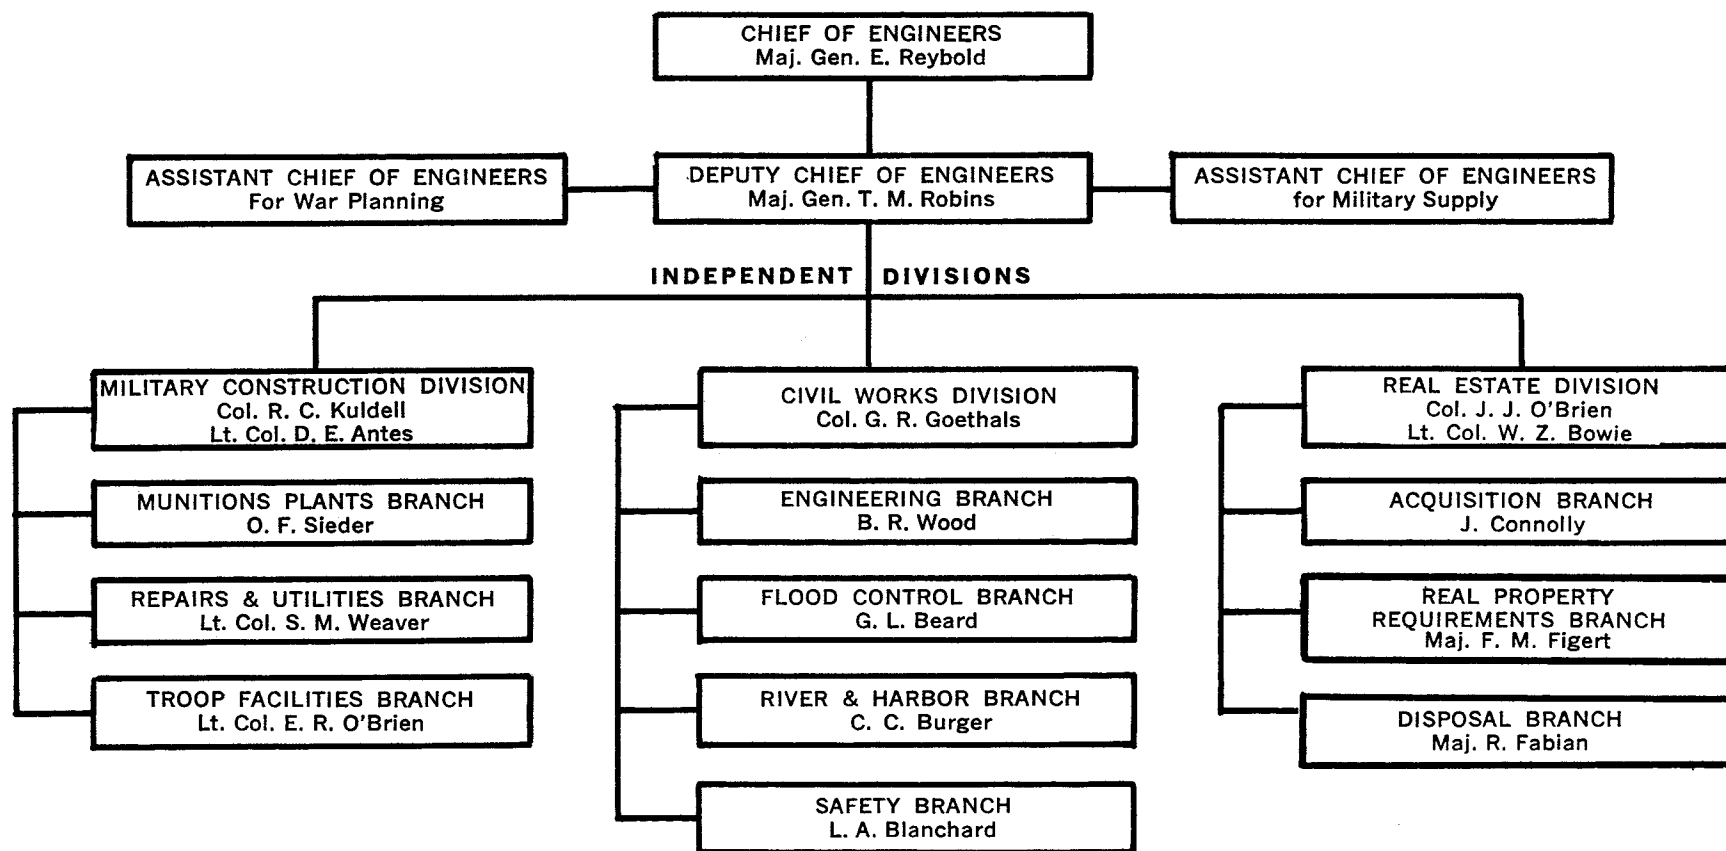 CHIEF OF ENGINEERS
Maj. Gen. E. Reybold
ASSISTANT CHIEF OF ENGINEERS
For War Planning
DEPUTY CHIEF OF ENGINEERS
Maj. Gen. T. M. Robins
ASSISTANT CHIEF OF ENGINEERS
for Military Supply
INDEPENDENT DIVISIONS
MILITARY CONSTRUCTION DIVISION
Col. R. C. Kuldell
Lt. Col. D. E. Antes
MUNITIONS PLANTS BRANCH
O. F. Sieder
REPAIRS & UTILITIES BRANCH
Lt. Col. S. M. Weaver
TROOP FACILITIES BRANCH
Lt. Col. E. R. O'Brien
CIVIL WORKS DIVISION
Col. G. R. Goethals
ENGINEERING BRANCH
B. R. Wood
FLOOD CONTROL BRANCH
G. L. Beard
RIVER & HARBOR BRANCH
C. C. Burger
SAFETY BRANCH
L. A. Blanchard
REAL ESTATE DIVISION
Col. J. J. O'Brien
Lt. Col. W. Z. Bowie
ACQUISITION BRANCH
J. Connolly
REAL PROPERTY
REQUIREMENTS BRANCH
Maj. F. M. Figert
DISPOSAL BRANCH
Maj. R. Fabian